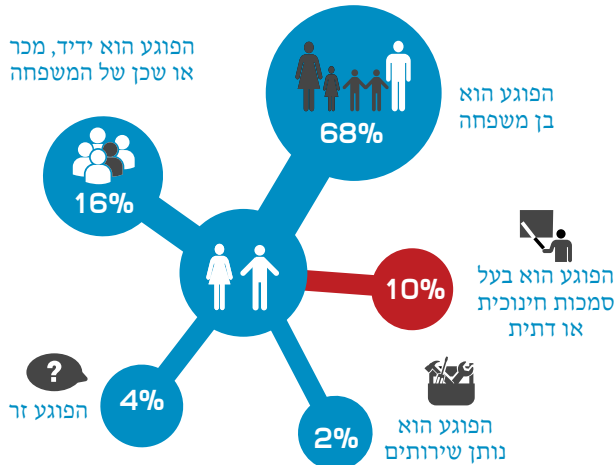 הפוגע הוא ידיד, מכר
או שכן של המשפחה
16%
68%
הפוגע הוא
בן משפחה
10%
הפוגע הוא בעל
סמכות חינוכית
או דתית
?
הפוגע זר
4%
2%
הפוגע הוא
נותן שירותים